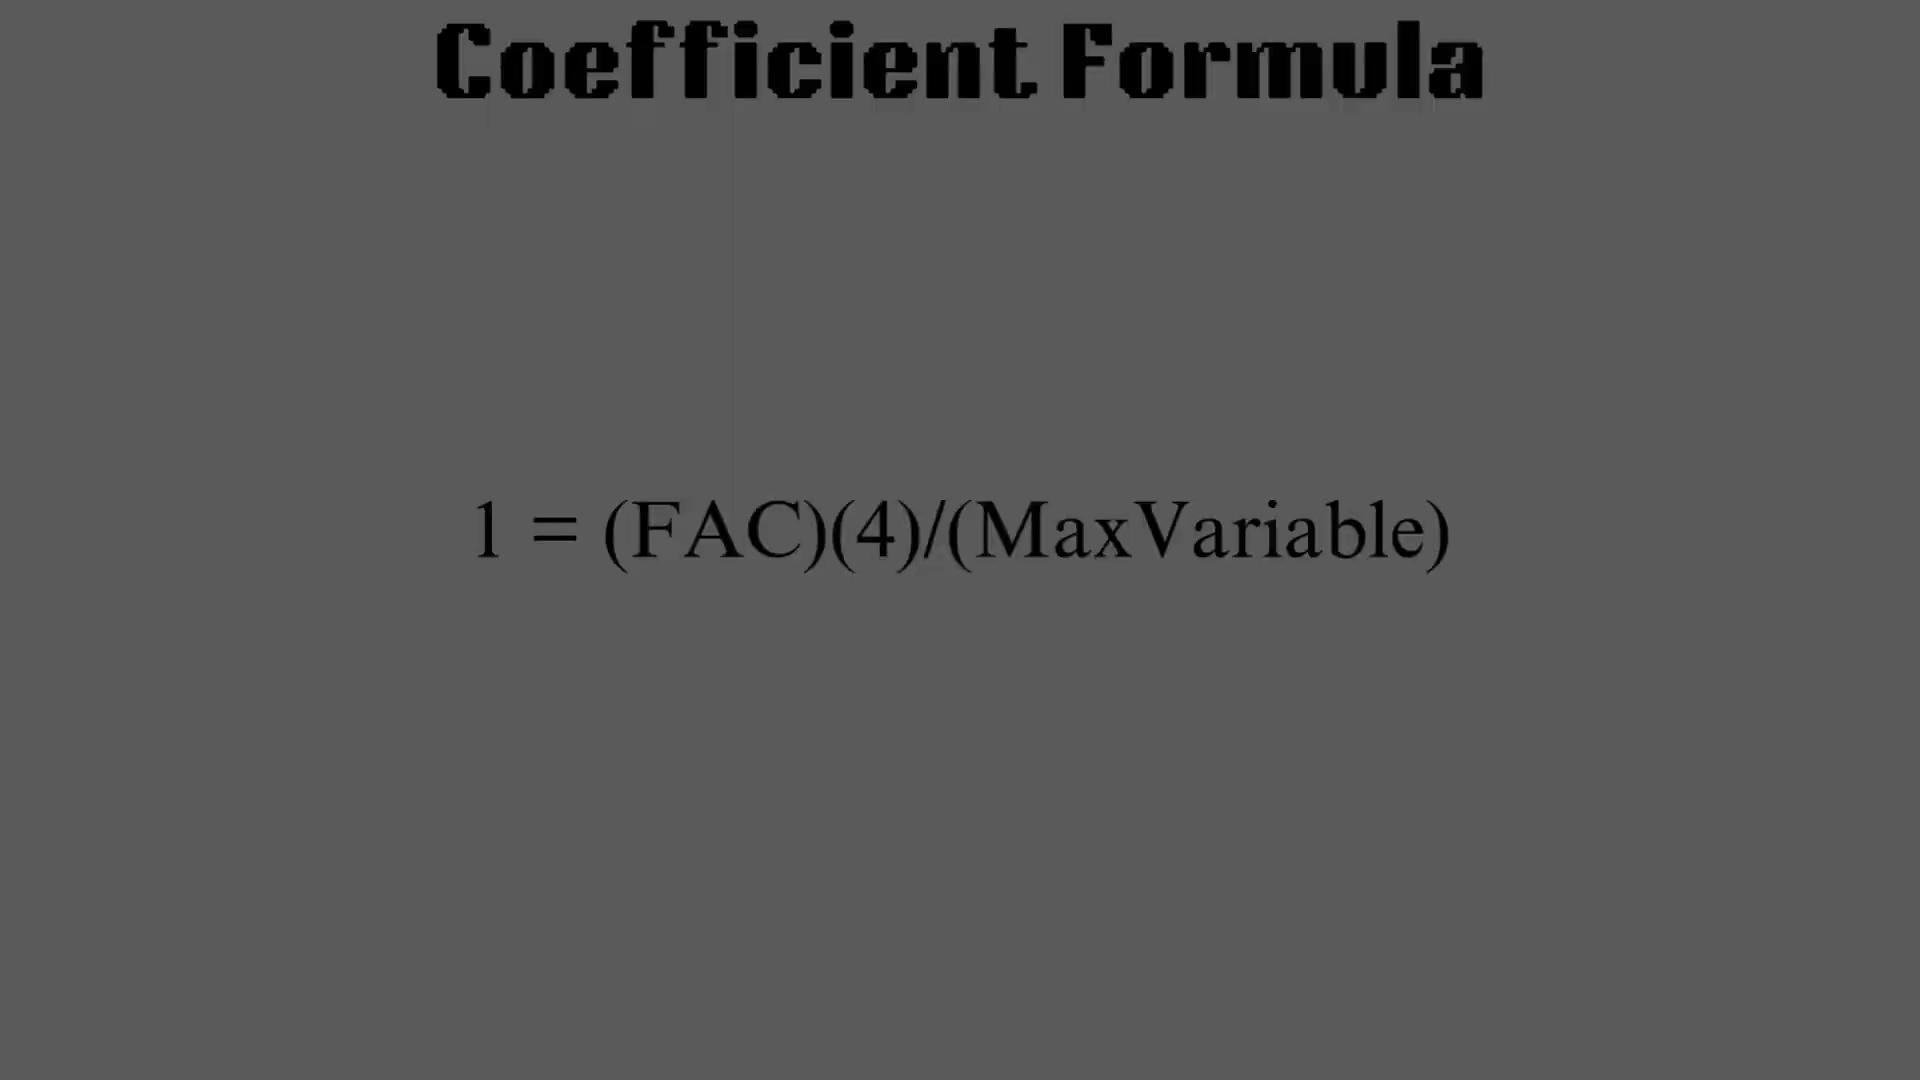 Coefficient Formula
1 = (FAC)(4)/(MaxVariable)